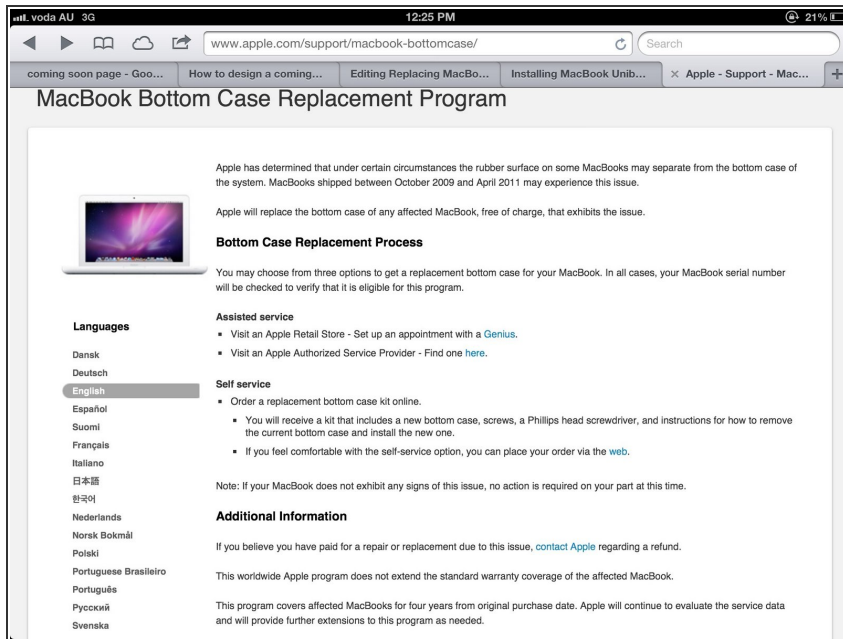 voda AU 3G 12:25 PM 21%
www.apple.com/support/macbook-bottomcase/ Search
coming soon page - Goo... How to design a coming... Editing Replacing MacBo... Installing MacBook Unib... × Apple - Support - Mac... +
MacBook Bottom Case Replacement Program
Apple has determined that under certain circumstances the rubber surface on some MacBooks may separate from the bottom case of
the system. MacBooks shipped between October 2009 and April 2011 may experience this issue.
Apple will replace the bottom case of any affected MacBook, free of charge, that exhibits the issue.
Bottom Case Replacement Process
You may choose from three options to get a replacement bottom case for your MacBook. In all cases, your MacBook serial number
will be checked to verify that it is eligible for this program.
Assisted service
▪ Visit an Apple Retail Store - Set up an appointment with a Genius.
▪ Visit an Apple Authorized Service Provider - Find one here.
Self service
▪ Order a replacement bottom case kit online.
▪ You will receive a kit that includes a new bottom case, screws, a Phillips head screwdriver, and instructions for how to remove
the current bottom case and install the new one.
▪ If you feel comfortable with the self-service option, you can place your order via the web.
Note: If your MacBook does not exhibit any signs of this issue, no action is required on your part at this time.
Additional Information
If you believe you have paid for a repair or replacement due to this issue, contact Apple regarding a refund.
This worldwide Apple program does not extend the standard warranty coverage of the affected MacBook.
This program covers affected MacBooks for four years from original purchase date. Apple will continue to evaluate the service data
and will provide further extensions to this program as needed.
Languages
Dansk
Deutsch
English
Español
Suomi
Français
Italiano
日本語
한국어
Nederlands
Norsk Bokmål
Polski
Portuguese Brasileiro
Português
Русский
Svenska